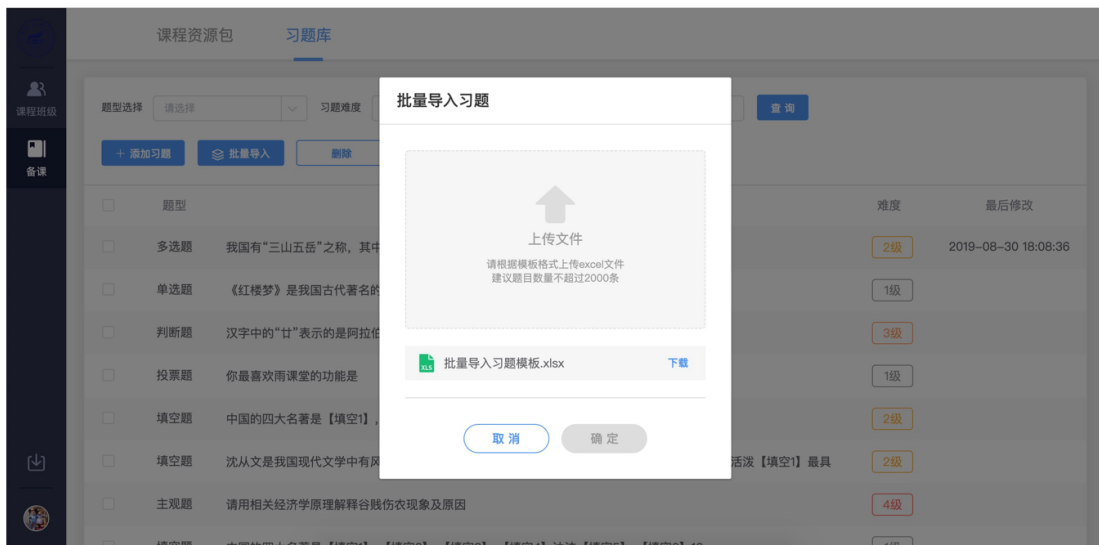 课程资源包 习题库
课程班级
备课
题型选择 请选择 习题难度 查 询
+ 添加习题 批量导入 删除
批量导入习题
上传文件
请根据模板格式上传excel文件
建议题目数量不超过2000条
XLS 批量导入习题模板.xlsx 下载
取 消 确 定
题型 难度 最后修改
多选题 我国有“三山五岳”之称，其中 2级 2019-08-30 18:08:36
单选题 《红楼梦》是我国古代著名的 1级
判断题 汉字中的“廿”表示的是阿拉伯 3级
投票题 你最喜欢雨课堂的功能是 1级
填空题 中国的四大名著是【填空1】, 2级
填空题 沈从文是我国现代文学中有风 活泼【填空1】最具 2级
主观题 请用相关经济学原理解释谷贱伤农现象及原因 4级